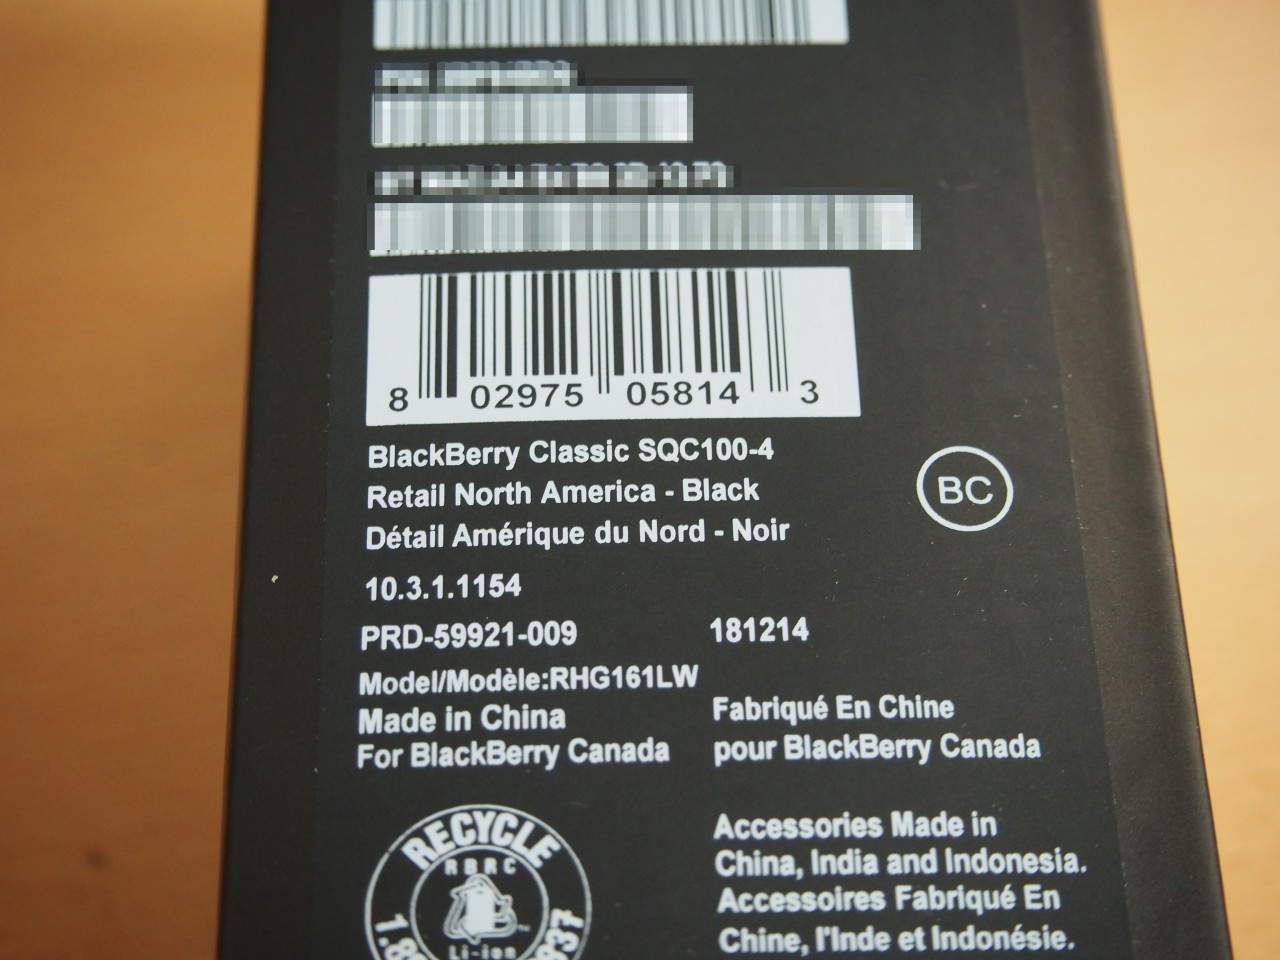 8 02975 05814 3
BlackBerry Classic SQC100-4
Retail North America - Black
Détail Amérique du Nord - Noir
BC
10.3.1.1154
PRD-59921-009 181214
Model/Modèle:RHG161LW
Made in China
For BlackBerry Canada
Fabriqué En Chine
pour BlackBerry Canada
RECYCLE
RBRC
Li-ion
Accessories Made in
China, India and Indonesia.
Accessoires Fabriqué En
Chine, l'Inde et Indonésie.